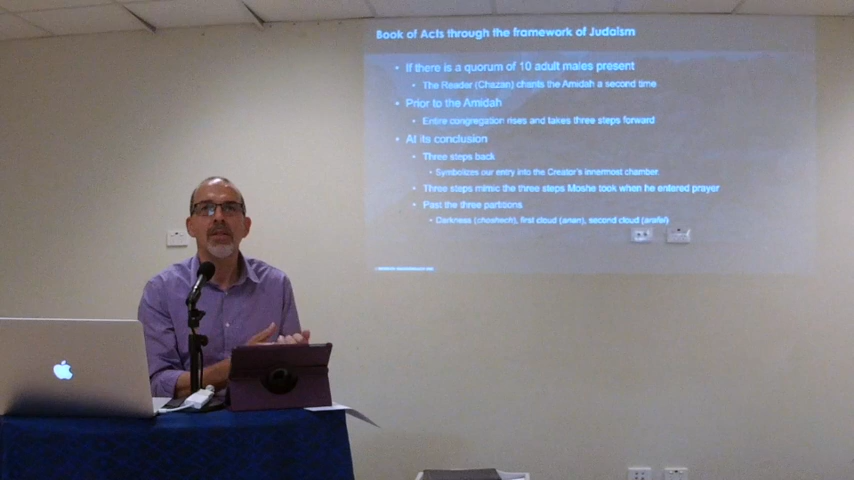 Book of Acts through the framework of Judaism
• If there is a quorum of 10 adult males present
• The Reader (Chazan) chants the Amidah a second time
• Prior to the Amidah
• Entire congregation rises and takes three steps forward
• At its conclusion
• Three steps back
• Symbolizes our entry into the Creator's innermost chamber.
• Three steps mimic the three steps Moshe took when he entered prayer
• Past the three partitions
• Darkness (choshech), first cloud (anan), second cloud (arafel)